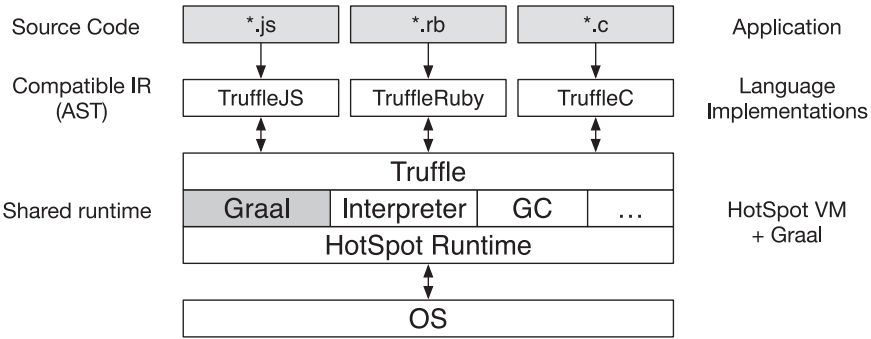 Source Code
*.js
*.rb
*.c
Application
Compatible IR
(AST)
TruffleJS
TruffleRuby
TruffleC
Language
Implementations
Truffle
Shared runtime
Graal
Interpreter
GC
...
HotSpot VM
+ Graal
HotSpot Runtime
OS